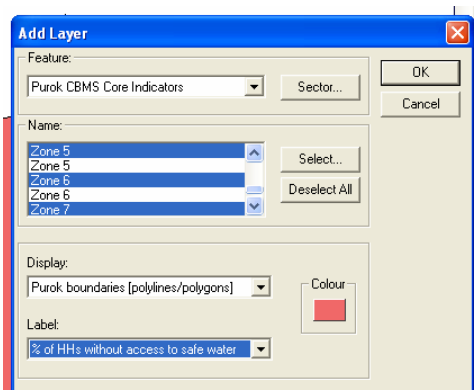 Add Layer
Feature:
Purok CBMS Core Indicators
Sector...
OK
Cancel
Name:
Zone 5
Zone 5
Zone 6
Zone 6
Zone 7
Select...
Deselect All
Display:
Purok boundaries [polylines/polygons]
Colour
Label:
% of HHs without access to safe water